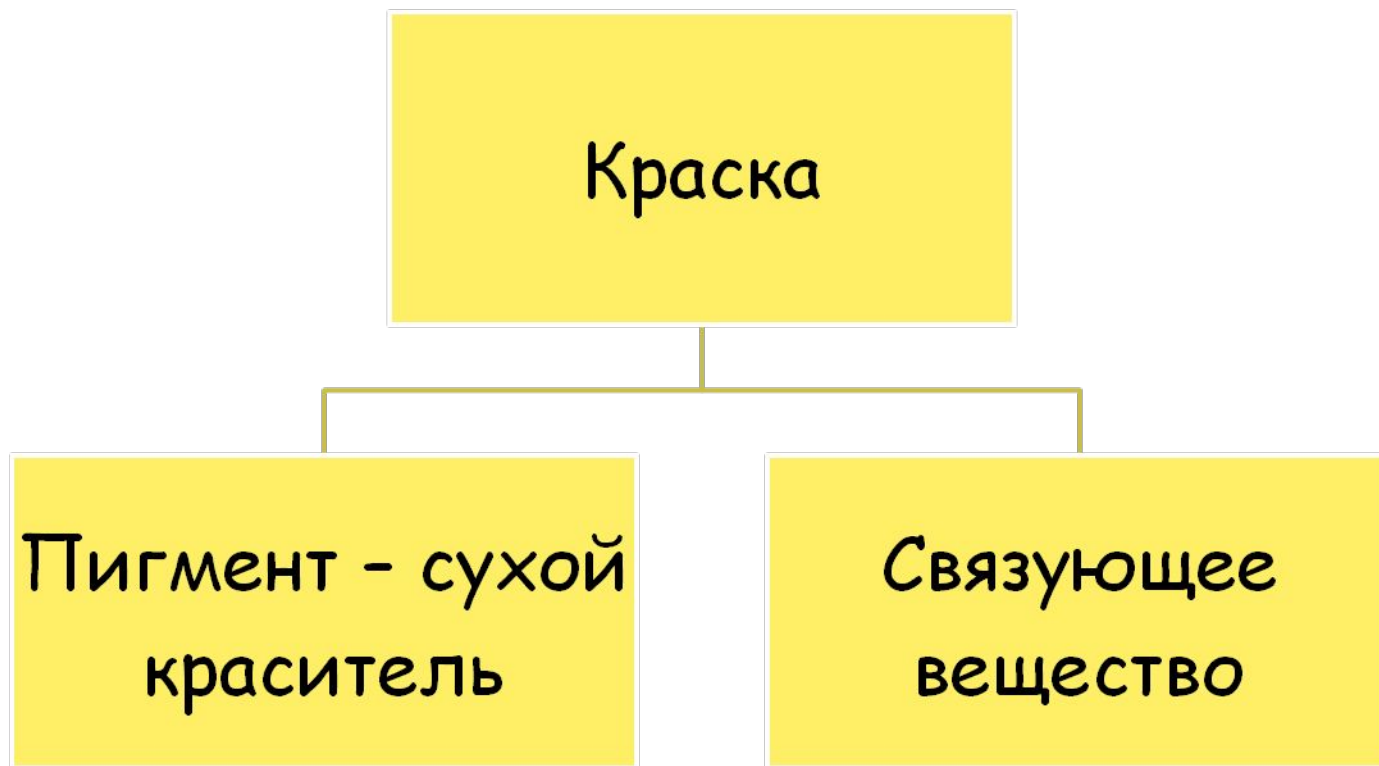 Краска
Пигмент – сухой
краситель
Связующее
вещество